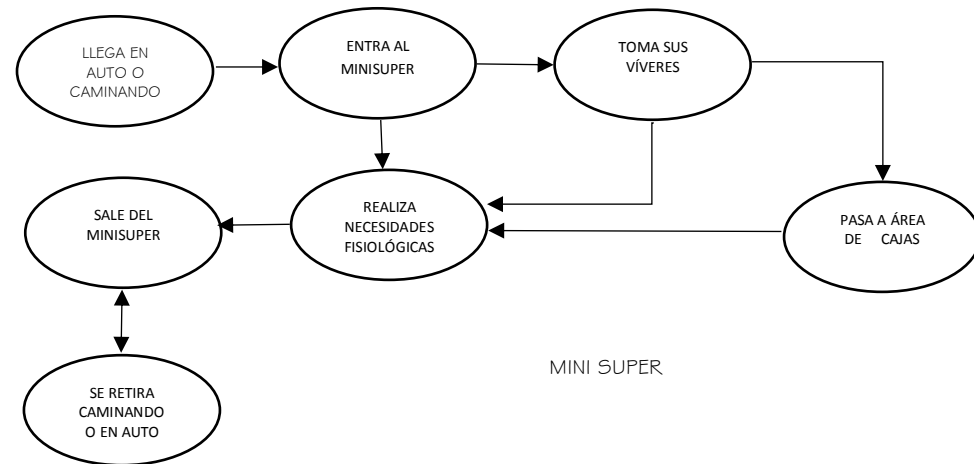 LLEGA EN
AUTO O
CAMINANDO
ENTRA AL
MINISUPER
TOMA SUS
VÍVERES
SALE DEL
MINISUPER
REALIZA
NECESIDADES
FISIOLÓGICAS
PASA A ÁREA
DE CAJAS
SE RETIRA
CAMINANDO
O EN AUTO
MINI SUPER